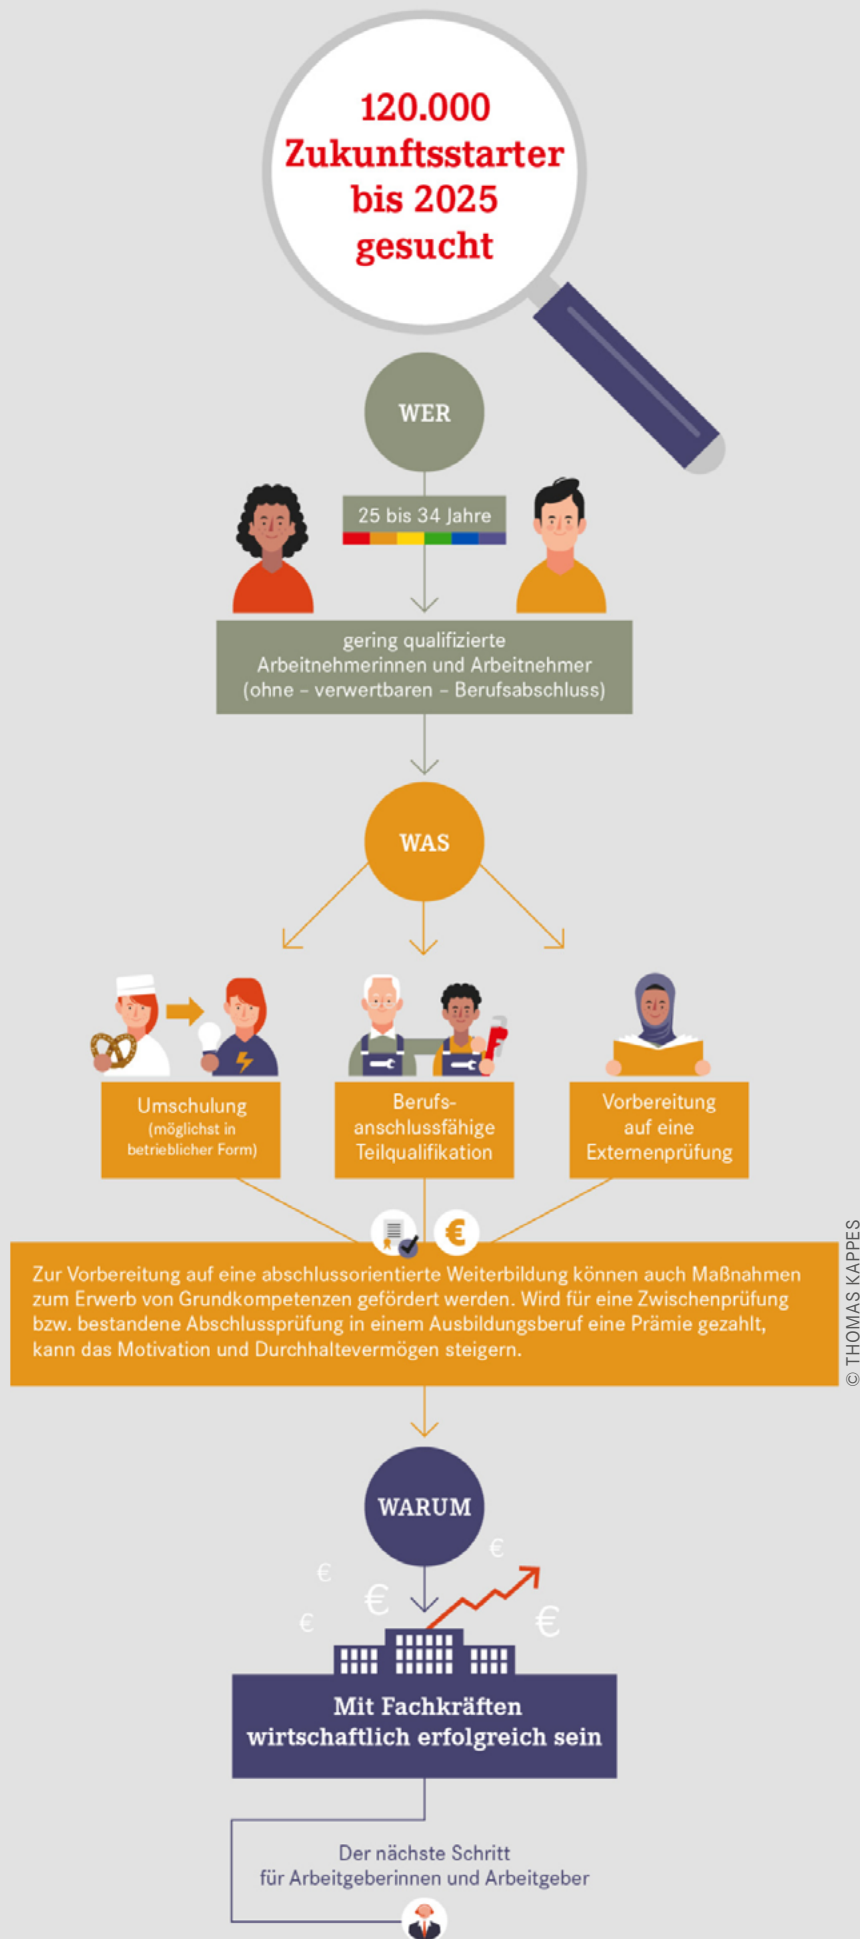 120.000
Zukunftsstarter
bis 2025
gesucht
WER
25 bis 34 Jahre
gering qualifizierte
Arbeitnehmerinnen und Arbeitnehmer
(ohne – verwertbaren – Berufsabschluss)
WAS
Umschulung
(möglichst in
betrieblicher Form)
Berufs-
anschlussfähige
Teilqualifikation
Vorbereitung
auf eine
Externenprüfung
€
Zur Vorbereitung auf eine abschlussorientierte Weiterbildung können auch Maßnahmen
zum Erwerb von Grundkompetenzen gefördert werden. Wird für eine Zwischenprüfung
bzw. bestandene Abschlussprüfung in einem Ausbildungsberuf eine Prämie gezahlt,
kann das Motivation und Durchhaltevermögen steigern.
© THOMAS KAPPES
WARUM
€
€
€
€
€
Mit Fachkräften
wirtschaftlich erfolgreich sein
Der nächste Schritt
für Arbeitgeberinnen und Arbeitgeber